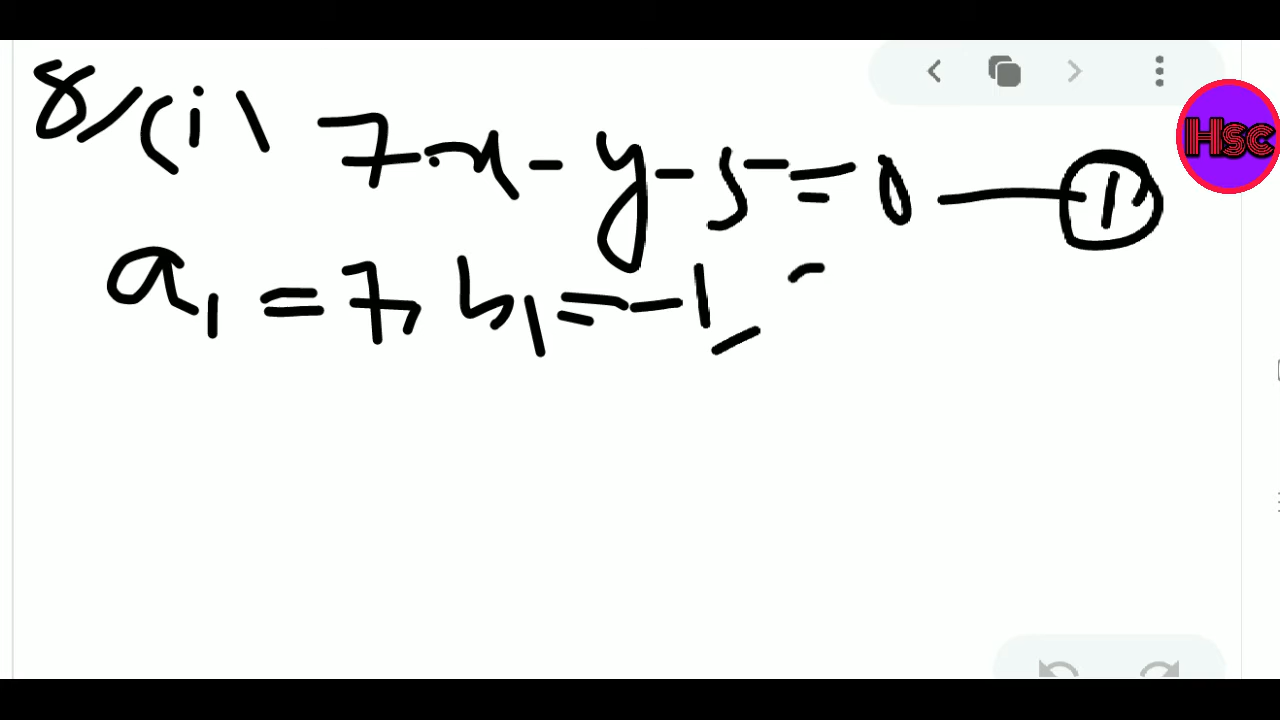 8/(i) 7x - y - 5 = 0 — ①
a₁ = 7, b₁ = -1
Hsc